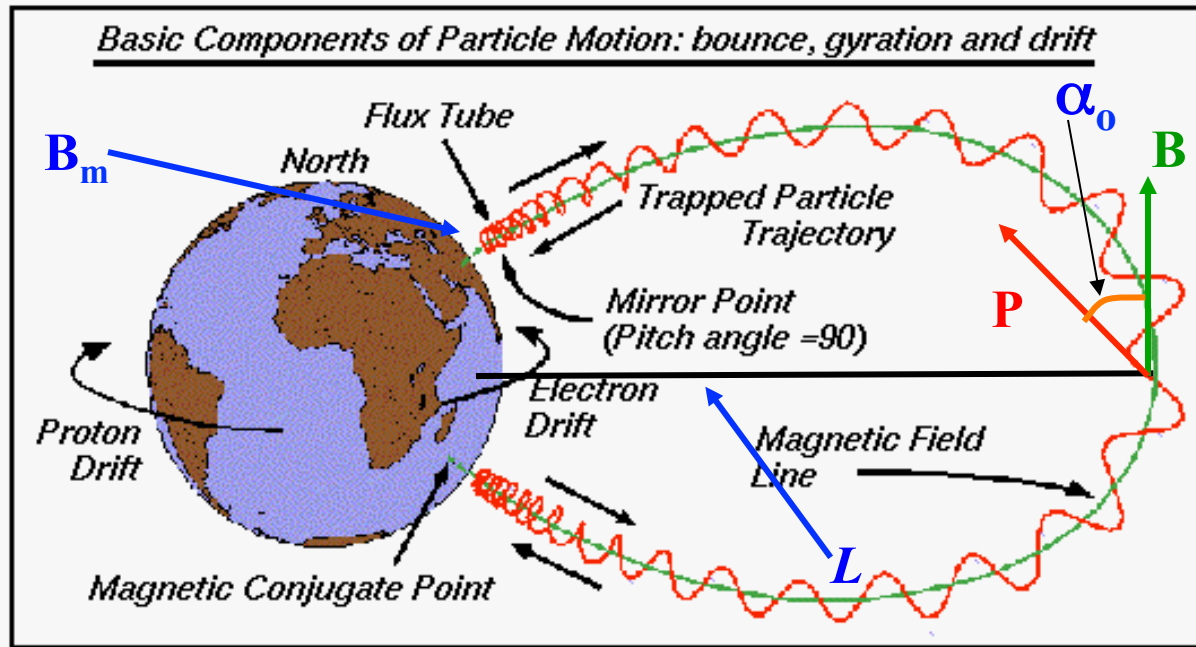 Basic Components of Particle Motion: bounce, gyration and drift
Flux Tube
North
Bm
αo
B
Trapped Particle
Trajectory
P
Mirror Point
(Pitch angle =90)
Electron
Drift
Proton
Drift
Magnetic Field
Line
L
Magnetic Conjugate Point